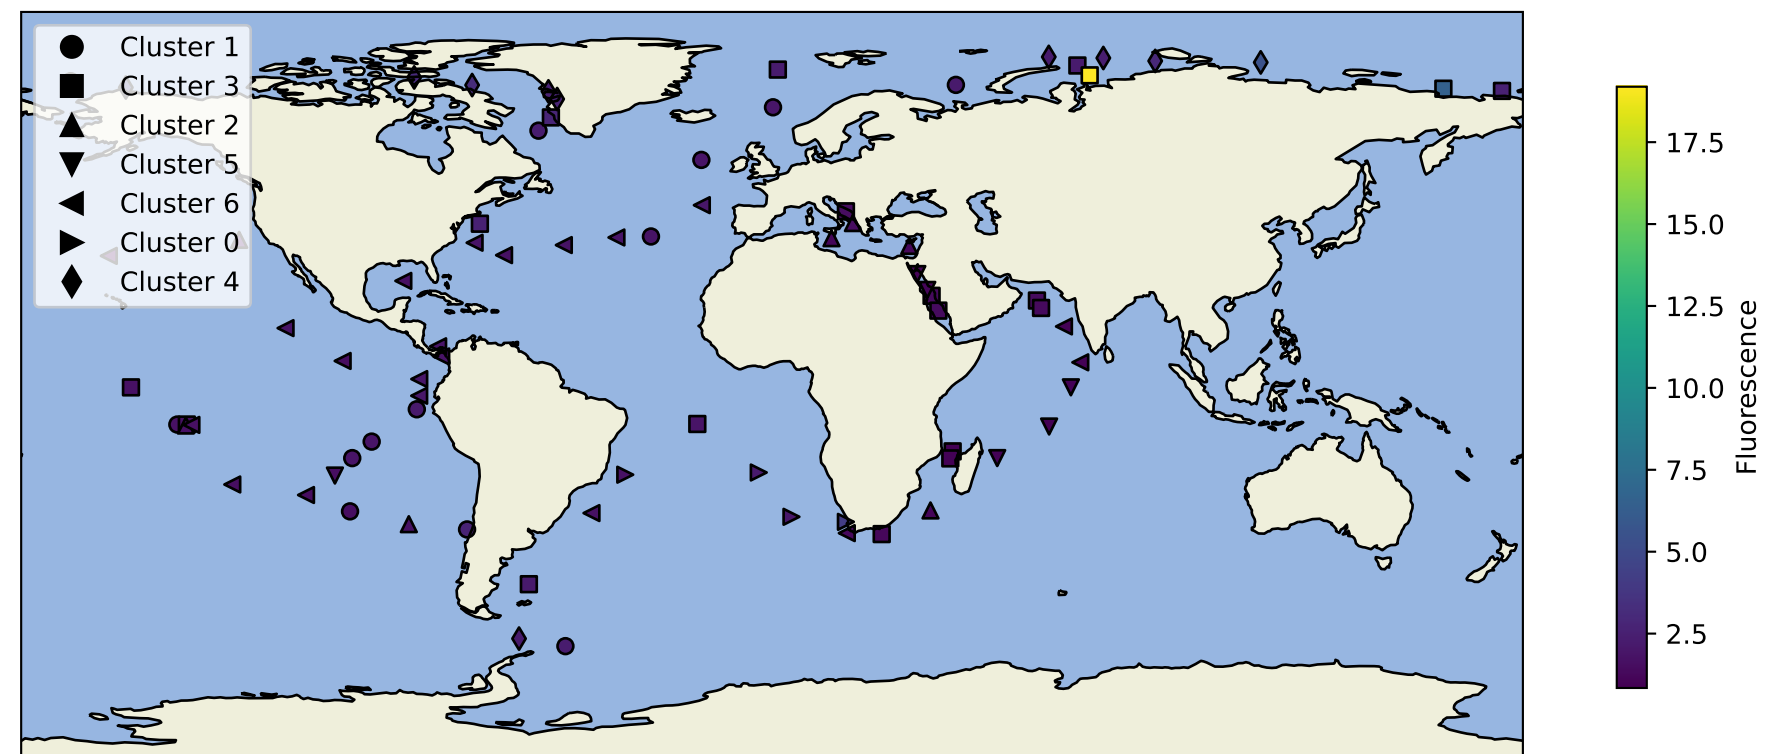 Cluster 1
Cluster 3
Cluster 2
Cluster 5
Cluster 6
Cluster 0
Cluster 4
17.5
15.0
12.5
10.0
7.5
5.0
2.5
Fluorescence